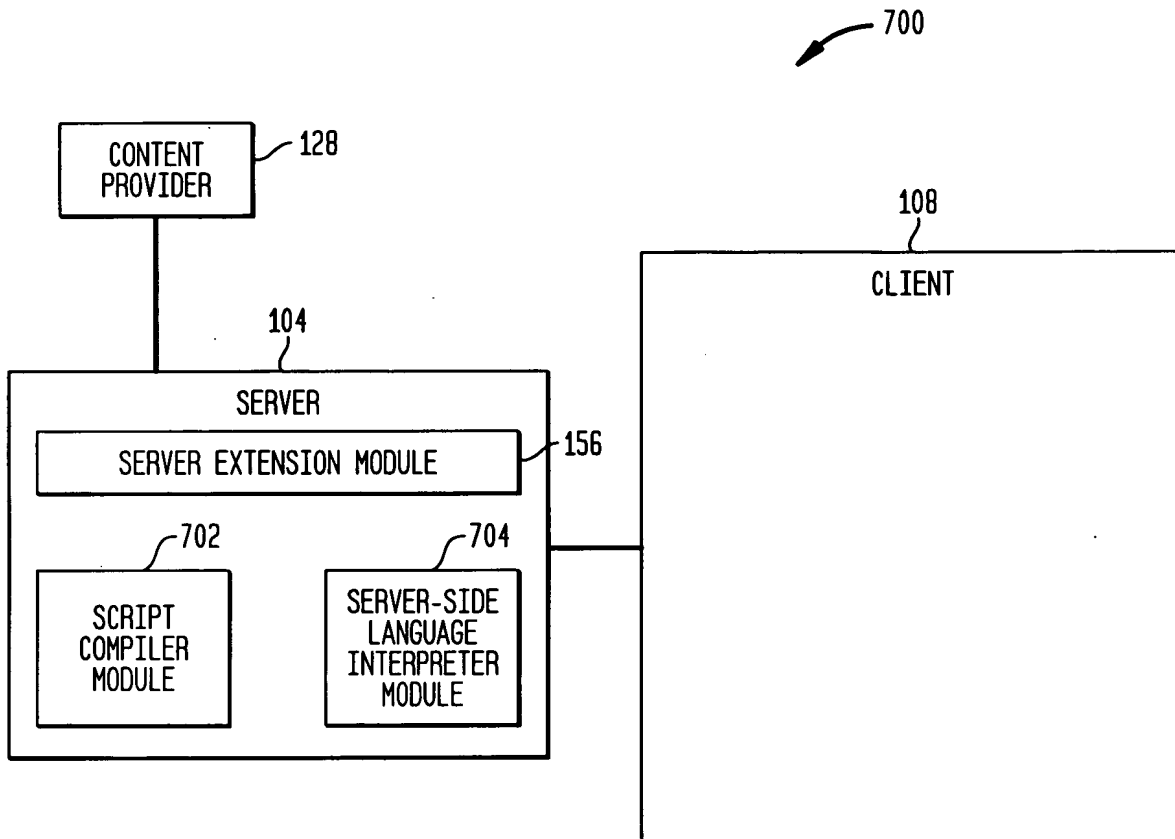 700
CONTENT
PROVIDER
128
108
CLIENT
104
SERVER
SERVER EXTENSION MODULE
156
702
704
SCRIPT
COMPILER
MODULE
SERVER-SIDE
LANGUAGE
INTERPRETER
MODULE